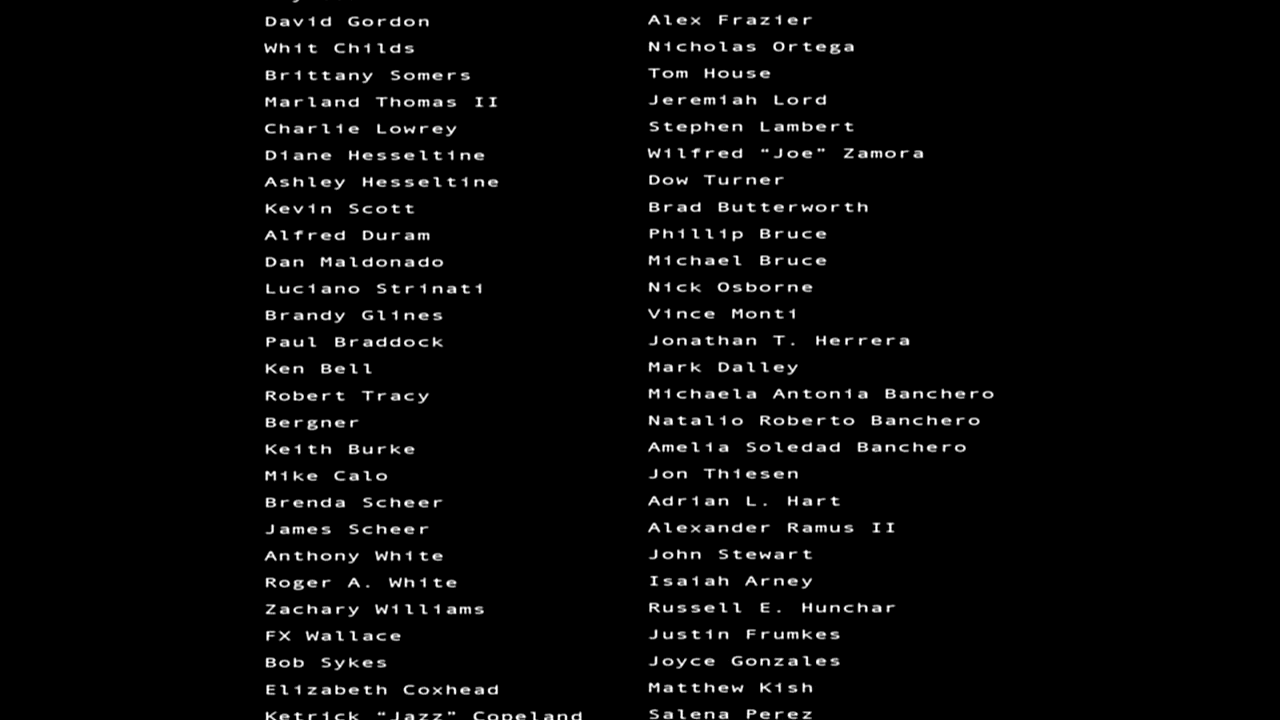 David Gordon
Whit Childs
Brittany Somers
Marland Thomas II
Charlie Lowrey
Diane Hesseltine
Ashley Hesseltine
Kevin Scott
Alfred Duram
Dan Maldonado
Luciano Strinati
Brandy Glines
Paul Braddock
Ken Bell
Robert Tracy
Bergner
Keith Burke
Mike Calo
Brenda Scheer
James Scheer
Anthony White
Roger A. White
Zachary Williams
FX Wallace
Bob Sykes
Elizabeth Coxhead
Ketrick “Jazz” Copeland
Alex Frazier
Nicholas Ortega
Tom House
Jeremiah Lord
Stephen Lambert
Wilfred “Joe” Zamora
Dow Turner
Brad Butterworth
Phillip Bruce
Michael Bruce
Nick Osborne
Vince Monti
Jonathan T. Herrera
Mark Dalley
Michaela Antonia Banchero
Natalio Roberto Banchero
Amelia Soledad Banchero
Jon Thiesen
Adrian L. Hart
Alexander Ramus II
John Stewart
Isaiah Arney
Russell E. Hunchar
Justin Frumkes
Joyce Gonzales
Matthew Kish
Salena Perez